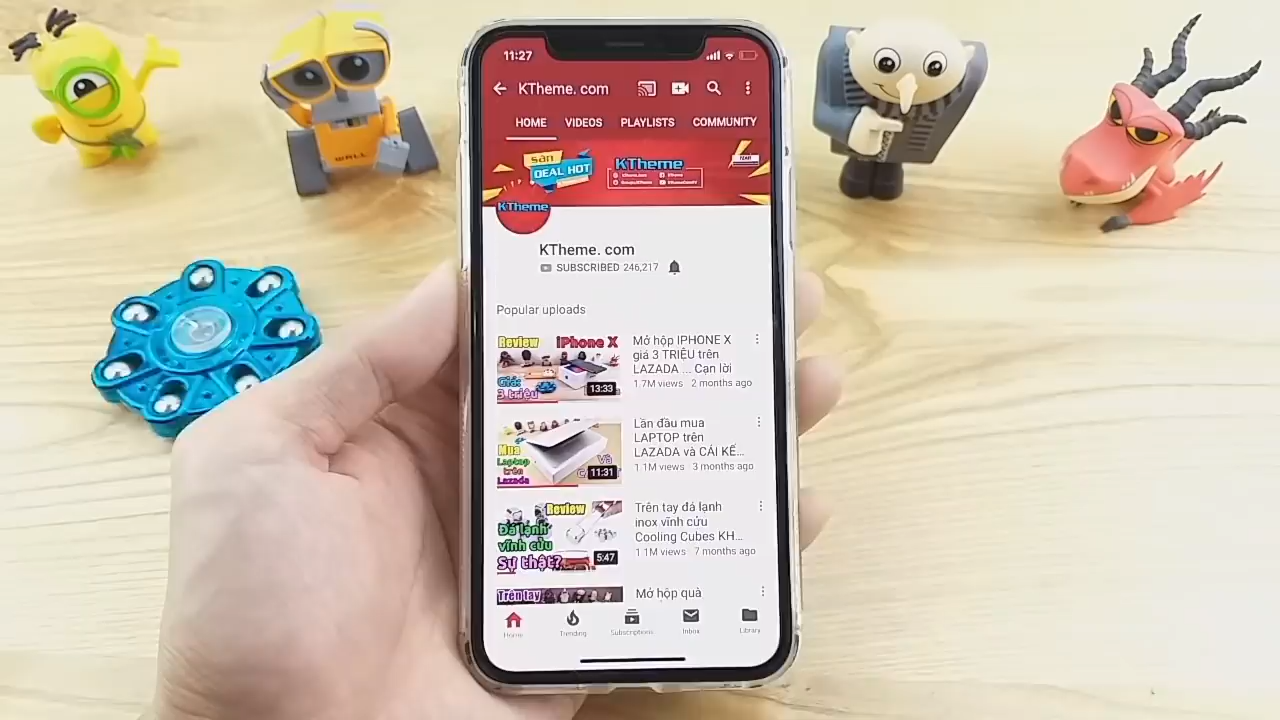 11:27
KTheme. com
HOME VIDEOS PLAYLISTS COMMUNITY
săn
DEAL HOT
KTheme
YEAH
KTheme
KTheme. com
SUBSCRIBED 246,217
Popular uploads
Review iPhone X
Giá:
3 triệu
13:33
Mở hộp IPHONE X
giá 3 TRIỆU trên
LAZADA ... Cạn lời
1.7M views 2 months ago
Mua
Laptop
trên
Lazada
Và
11:31
Lần đầu mua
LAPTOP trên
LAZADA và CÁI KẾ...
1.1M views 3 months ago
Review
Đá lạnh
vĩnh cửu
Sự thật?
5:47
Trên tay đá lạnh
inox vĩnh cửu
Cooling Cubes KH...
1.1M views 7 months ago
Trên tay
Mở hộp quà
Home Trending Subscriptions Inbox Library
WALL